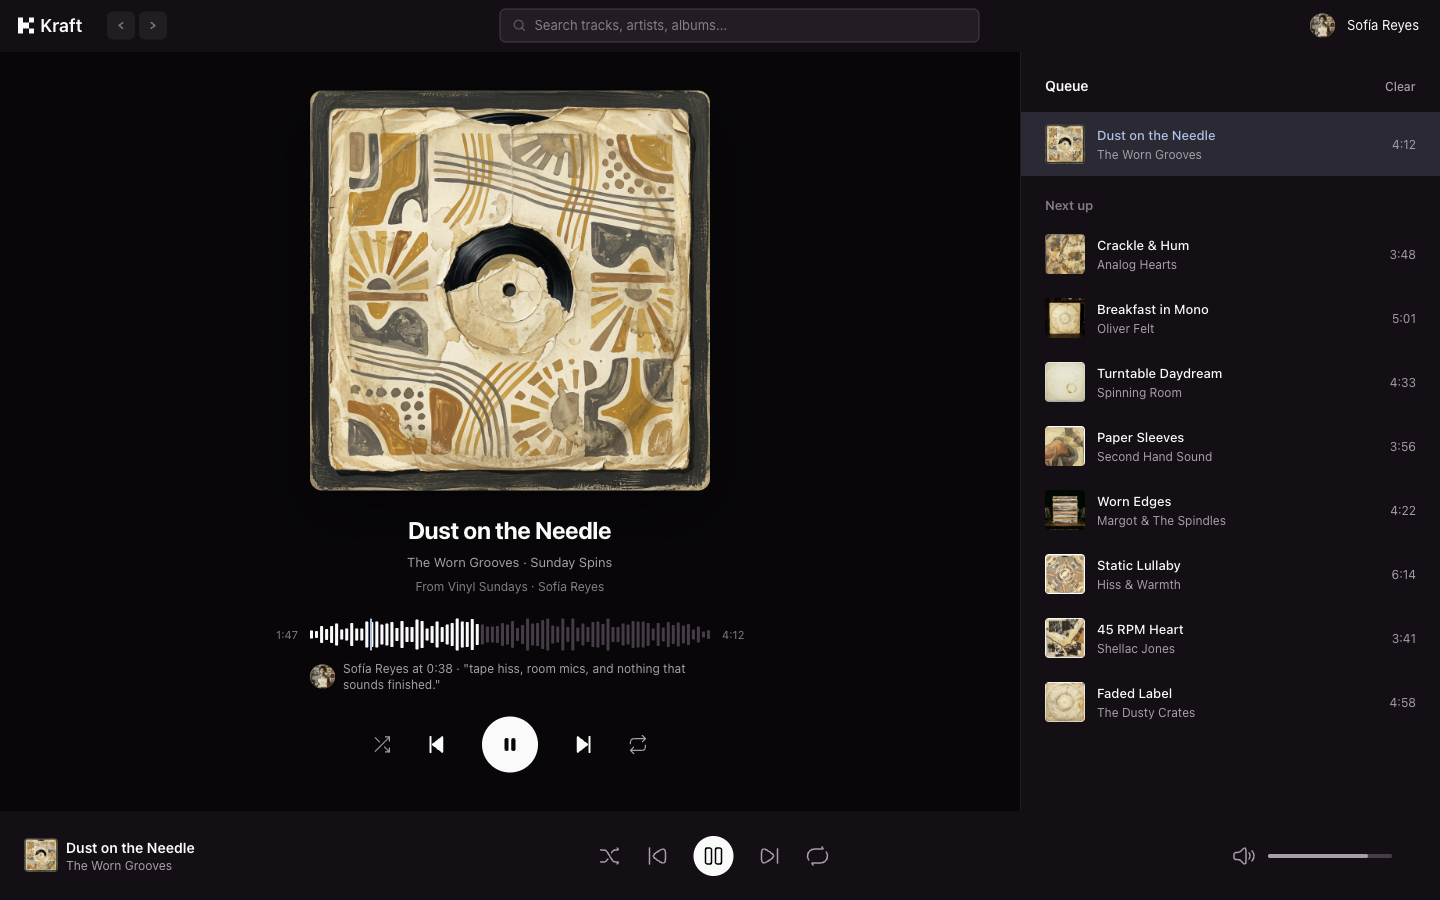 Kraft
Search tracks, artists, albums...
Sofía Reyes
Dust on the Needle
The Worn Grooves · Sunday Spins
From Vinyl Sundays · Sofía Reyes
1:47
4:12
Sofía Reyes at 0:38 · "tape hiss, room mics, and nothing that
sounds finished."
Queue
Clear
Dust on the Needle
The Worn Grooves
4:12
Next up
Crackle & Hum
Analog Hearts
3:48
Breakfast in Mono
Oliver Felt
5:01
Turntable Daydream
Spinning Room
4:33
Paper Sleeves
Second Hand Sound
3:56
Worn Edges
Margot & The Spindles
4:22
Static Lullaby
Hiss & Warmth
6:14
45 RPM Heart
Shellac Jones
3:41
Faded Label
The Dusty Crates
4:58
Dust on the Needle
The Worn Grooves